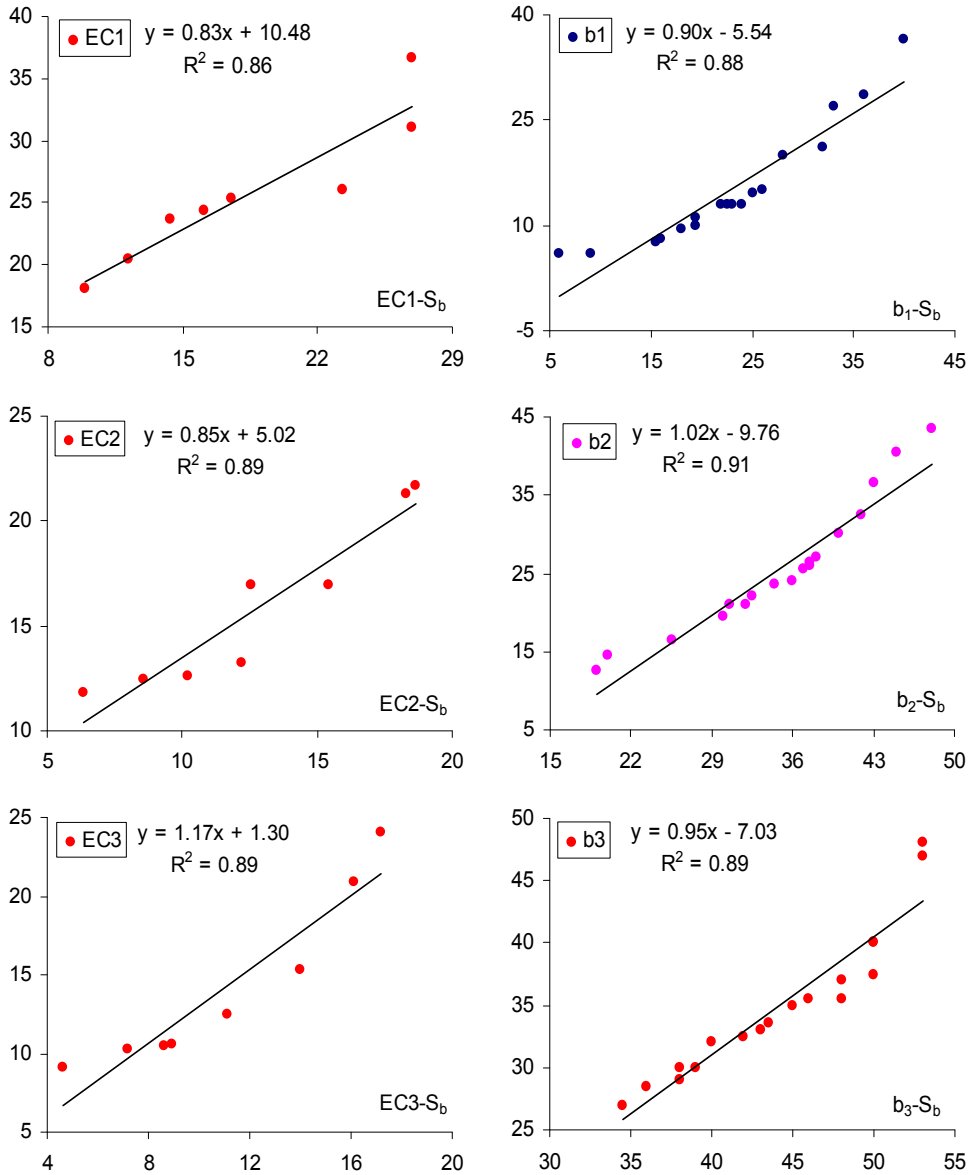 40
35
30
25
20
15
EC1
y = 0.83x + 10.48
R² = 0.86
EC1-S_b
8 15 22 29
40
25
10
-5
b1
y = 0.90x - 5.54
R² = 0.88
b₁-S_b
5 15 25 35 45
25
20
15
10
EC2
y = 0.85x + 5.02
R² = 0.89
EC2-S_b
5 10 15 20
45
35
25
15
5
b2
y = 1.02x - 9.76
R² = 0.91
b₂-S_b
15 22 29 36 43 50
25
20
15
10
5
EC3
y = 1.17x + 1.30
R² = 0.89
EC3-S_b
4 8 12 16 20
50
45
40
35
30
25
b3
y = 0.95x - 7.03
R² = 0.89
b₃-S_b
30 35 40 45 50 55